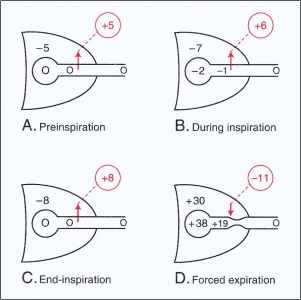 +5
-5
O O O
A. Preinspiration
+6
-7
-2 -1 O
B. During inspiration
+8
-8
O O O
C. End-inspiration
-11
+30
+38 +19 O
D. Forced expiration